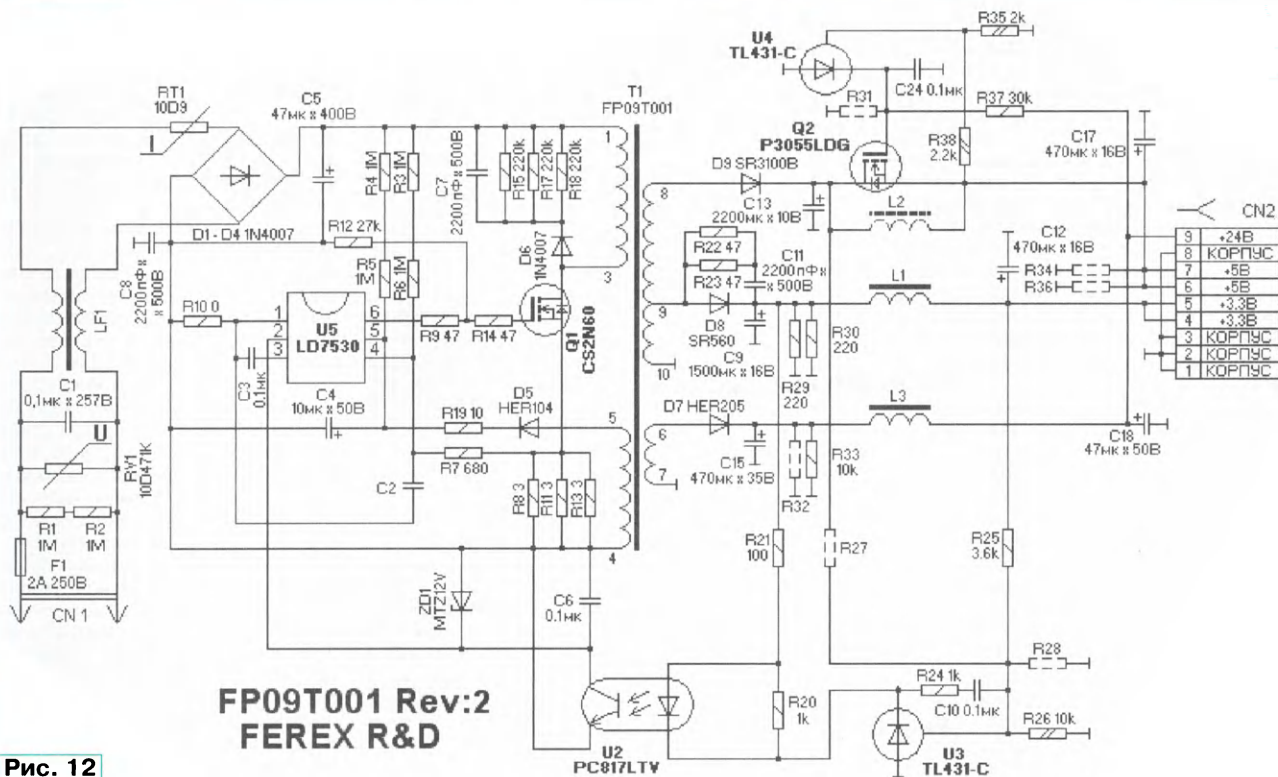 RT1
10D9
I
C5
47мк x 400В
D1 - D4 1N4007
C8
2200пФ x
x 500В
LF1
C1
0,1мк x 257В
U
RV1
10D471K
R1
1M
R2
1M
F1
2A 250В
CN 1
R10 0
R12 27k
R4 1M
R3 1M
R5
1M
R6 1M
1
2
3
U5
LD7530
6
5
4
C3
0.1мк
C4
10мк x 50В
C7
2200пФ x 500В
R15 220k
R17 220k
R18 220k
D6
1N4007
R9 47
R14 47
Q1
CS2N60
R19 10
D5
HER104
R7 680
C2
R8 3
R11 3
R13 3
ZD1
MTZ12V
C6
0.1мк
T1
FP09T001
1
3
5
4
8
9
10
6
7
U4
TL431-C
C24 0.1мк
R35 2k
R31
R37 30k
Q2
P3055LDG
R38
2.2k
C17
470мк x 16В
D9 SR3100B
C13
2200мк x 10В
L2
R22 47
R23 47
C11
2200пФ x
x 500В
D8
SR560
C9
1500мк x 16В
L1
C12
470мк x 16В
R34
R36
R30
220
R29
220
D7 HER205
L3
C15
470мк x 35В
R33
10k
R32
C18
47мк x 50В
CN2
9 +24В
8 КОРПУС
7 +5В
6 +5В
5 +3.3В
4 +3.3В
3 КОРПУС
2 КОРПУС
1 КОРПУС
R21
100
R27
R25
3.6k
R28
R20
1k
R24 1k
C10 0.1мк
R26 10k
U3
TL431-C
U2
PC817LTV
FP09T001 Rev:2
FEREX R&D
Рис. 12